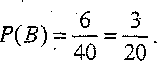 P(B) = 6/40 = 3/20.